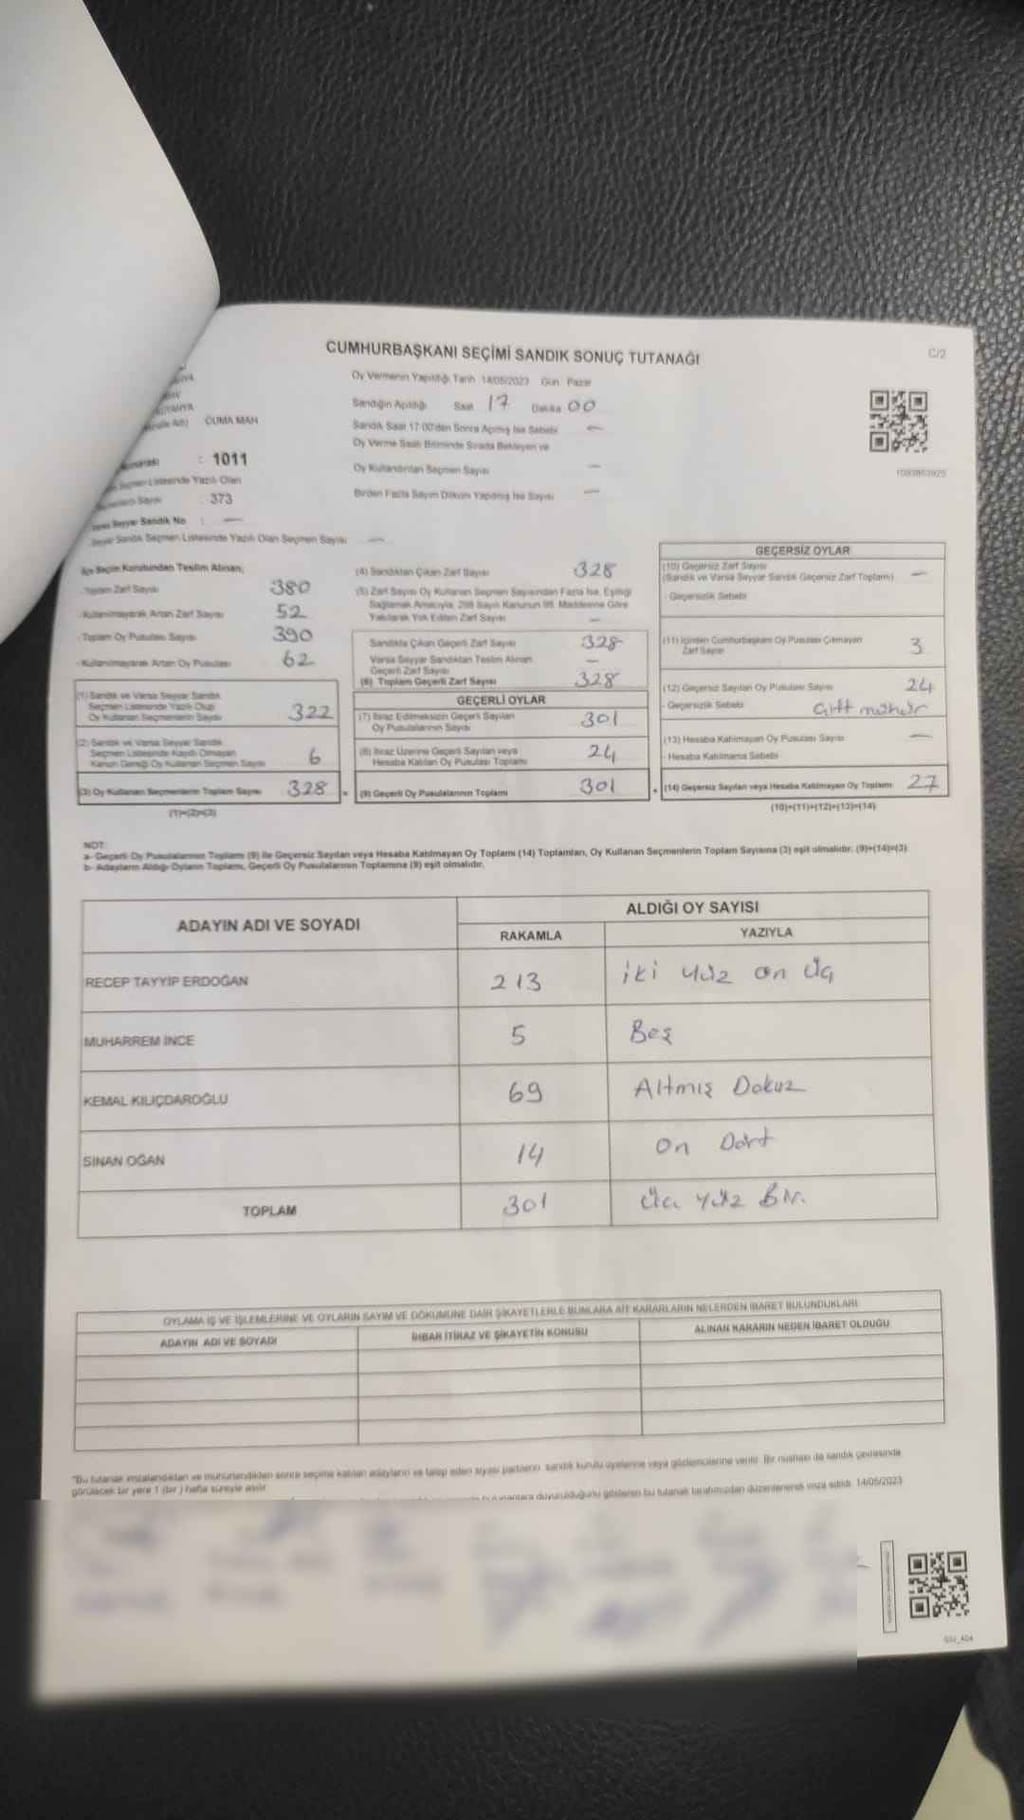 CUMHURBAŞKANI SEÇİMİ SANDIK SONUÇ TUTANAĞI
C/2
Oy Vermenin Yapıldığı Tarih 14/05/2023 Gün Pazar
Sandığın Açıldığı Saat 17 Dakika 00
CUMA MAH
Sandık Saat 17:00'den Sonra Açılmış İse Sebebi —
Oy Verme Saati Bitiminde Sırada Bekleyen ve
Oy Kullandırılan Seçmen Sayısı —
: 1011
Seçmen Listesinde Yazılı Olan
: 373
Birden Fazla Sayım Döküm Yapılmış İse Sayısı —
Seyyar Sandık No : —
Seyyar Sandık Seçmen Listesinde Yazılı Olan Seçmen Sayısı —
İlçe Seçim Kurulundan Teslim Alınan;
Toplam Zarf Sayısı 380
- Kullanılmayarak Artan Zarf Sayısı 52
- Toplam Oy Pusulası Sayısı 390
- Kullanılmayarak Artan Oy Pusulası 62
(1) Sandık ve Varsa Seyyar Sandık
Seçmen Listesinde Yazılı Olup
Oy Kullanan Seçmenlerin Sayısı 322
(2) Sandık ve Varsa Seyyar Sandık
Seçmen Listesinde Kaydı Olmayan
Kanun Gereği Oy Kullanan Seçmen Sayısı 6
(3) Oy Kullanan Seçmenlerin Toplam Sayısı 328
(1)+(2)=(3)
(4) Sandıktan Çıkan Zarf Sayısı 328
(5) Zarf Sayısı Oy Kullanan Seçmen Sayısından Fazla İse, Eşitliği
Sağlamak Amacıyla, 298 Sayılı Kanunun 98. Maddesine Göre
Yakılarak Yok Edilen Zarf Sayısı —
Sandıkta Çıkan Geçerli Zarf Sayısı 328
Varsa Seyyar Sandıktan Teslim Alınan
Geçerli Zarf Sayısı —
(6) Toplam Geçerli Zarf Sayısı 328
GEÇERLİ OYLAR
(7) İtiraz Edilmeksizin Geçerli Sayılan
Oy Pusulalarının Sayısı 301
(8) İtiraz Üzerine Geçerli Sayılan veya
Hesaba Katılan Oy Pusulası Toplamı 24
(9) Geçerli Oy Pusulalarının Toplamı 301
GEÇERSİZ OYLAR
(10) Geçersiz Zarf Sayısı
(Sandık ve Varsa Seyyar Sandık Geçersiz Zarf Toplamı) —
- Geçersizlik Sebebi
(11) İçinden Cumhurbaşkanı Oy Pusulası Çıkmayan
Zarf Sayısı 3
(12) Geçersiz Sayılan Oy Pusulası Sayısı 24
- Geçersizlik Sebebi Çift mühür
(13) Hesaba Katılmayan Oy Pusulası Sayısı —
- Hesaba Katılmama Sebebi
(14) Geçersiz Sayılan veya Hesaba Katılmayan Oy Toplamı 27
(10)+(11)+(12)+(13)=(14)
NOT:
a- Geçerli Oy Pusulalarının Toplamı (9) ile Geçersiz Sayılan veya Hesaba Katılmayan Oy Toplamı (14) Toplamları, Oy Kullanan Seçmenlerin Toplam Sayısına (3) eşit olmalıdır. (9)+(14)=(3)
b- Adayların Aldığı Oyların Toplamı, Geçerli Oy Pusulalarının Toplamına (9) eşit olmalıdır.
ADAYIN ADI VE SOYADI
ALDIĞI OY SAYISI
RAKAMLA YAZIYLA
RECEP TAYYİP ERDOĞAN 213 iki yüz on üç
MUHARREM İNCE 5 Beş
KEMAL KILIÇDAROĞLU 69 Altmış Dokuz
SİNAN OĞAN 14 On Dört
TOPLAM 301 Üç yüz Bir.
OYLAMA İŞ VE İŞLEMLERİNE VE OYLARIN SAYIM VE DÖKÜMÜNE DAİR ŞİKAYETLERLE BUNLARA AİT KARARLARIN NELERDEN İBARET BULUNDUKLARI
ADAYIN ADI VE SOYADI İHBAR İTİRAZ VE ŞİKAYETİN KONUSU ALINAN KARARIN NEDEN İBARET OLDUĞU
"Bu tutanak imzalandıktan ve mühürlendikten sonra seçime katılan adayların ve talep eden siyasi partilerin sandık kurulu üyelerine veya gözlemcilerine verilir. Bir nüshası da sandık çevresinde
görülecek bir yere 1 (bir) hafta süreyle asılır.
duyurulduğunu gösteren bu tutanak tarafımızdan düzenlenerek imza edildi. 14/05/2023